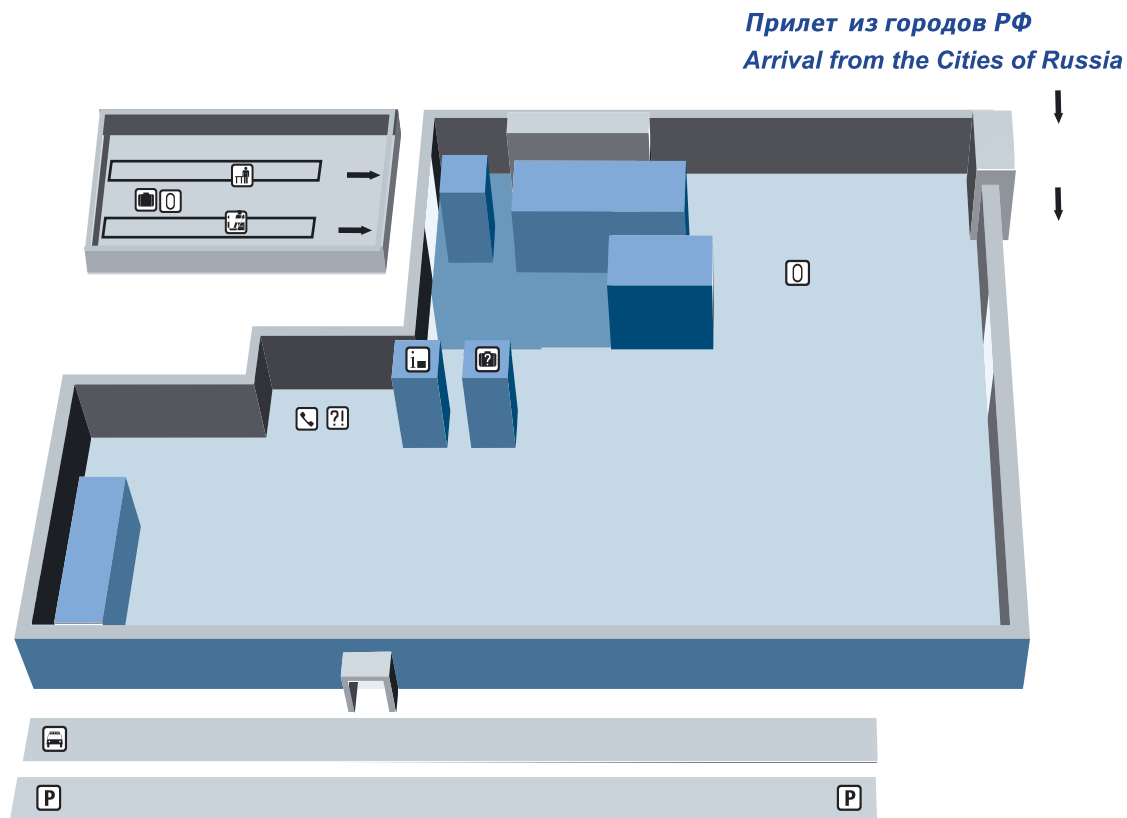 Прилет из городов РФ
Arrival from the Cities of Russia
i
?
?!
P
P